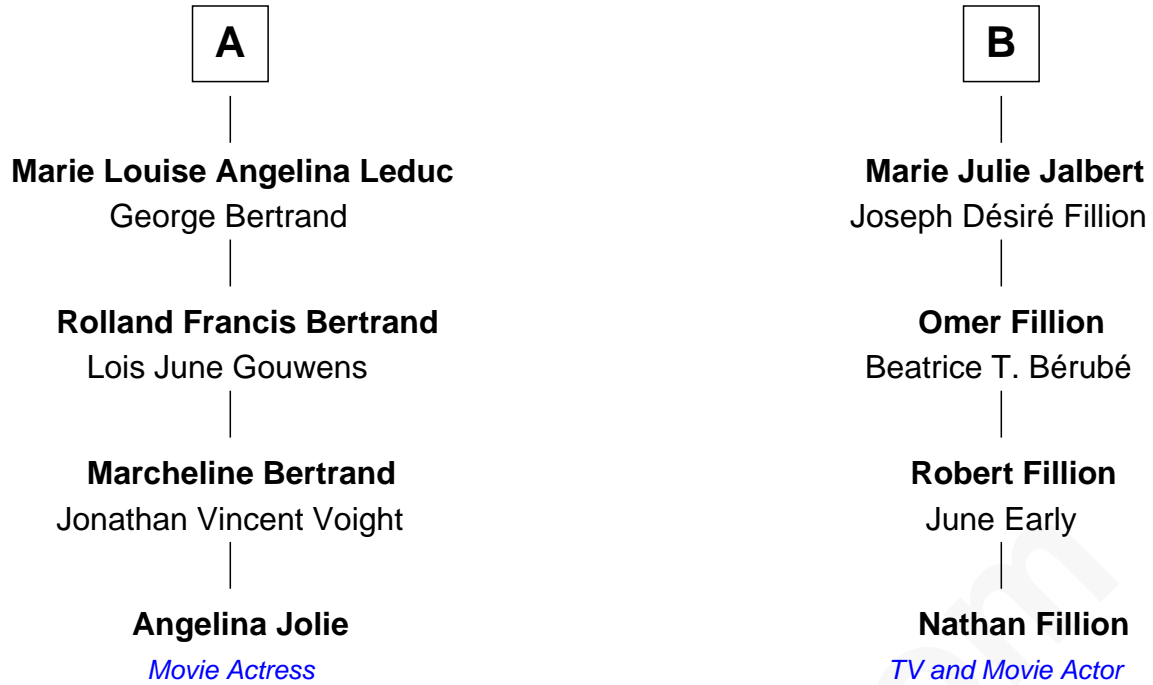 A
B
Marie Louise Angelina Leduc
George Bertrand
Marie Julie Jalbert
Joseph Désiré Fillion
Rolland Francis Bertrand
Lois June Gouwens
Omer Fillion
Beatrice T. Bérubé
Marcheline Bertrand
Jonathan Vincent Voight
Robert Fillion
June Early
Angelina Jolie
Movie Actress
Nathan Fillion
TV and Movie Actor